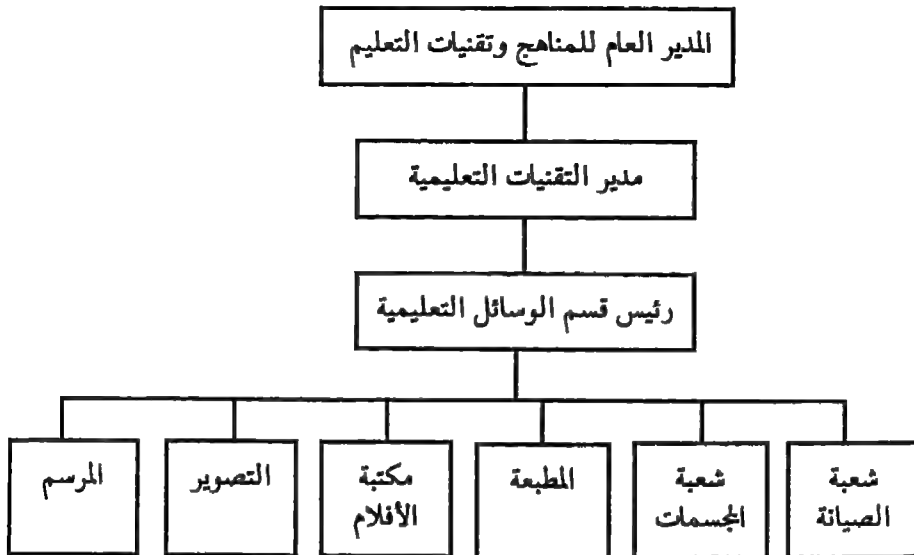 المدير العام للمناهج وتقنيات التعليم
مدير التقنيات التعليمية
رئيس قسم الوسائل التعليمية
شعبة
الصيانة
شعبة
المجسمات
المطبعة
مكتبة
الأفلام
التصوير
المرسم